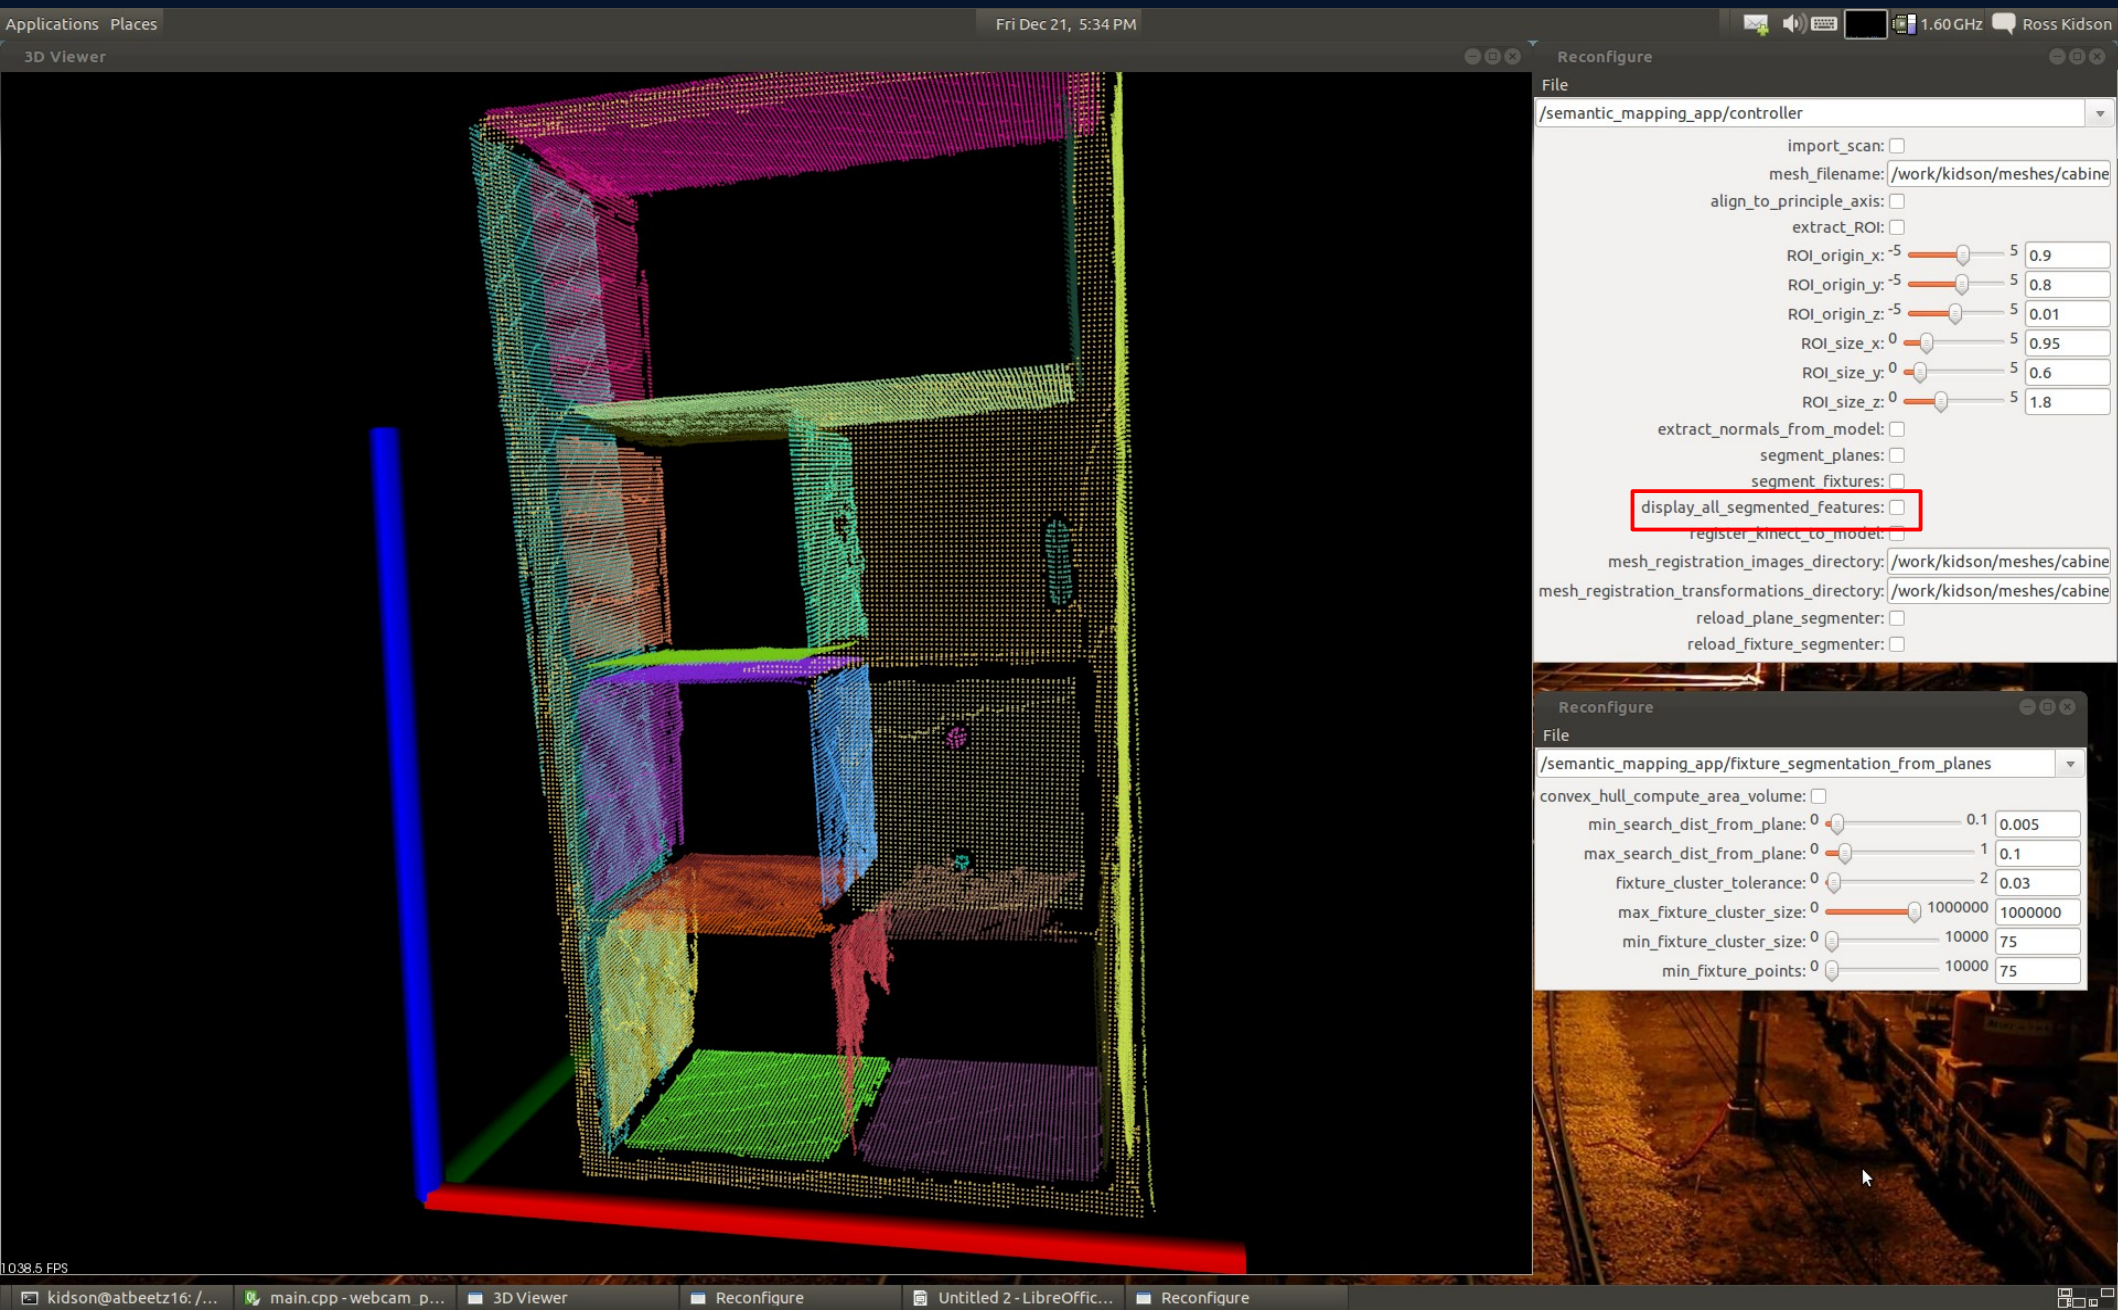 Applications Places
Fri Dec 21, 5:34 PM
1.60 GHz
Ross Kidson
3D Viewer
1038.5 FPS
Reconfigure
File
/semantic_mapping_app/controller
import_scan:
mesh_filename: /work/kidson/meshes/cabine
align_to_principle_axis:
extract_ROI:
ROI_origin_x: -5 5 0.9
ROI_origin_y: -5 5 0.8
ROI_origin_z: -5 5 0.01
ROI_size_x: 0 5 0.95
ROI_size_y: 0 5 0.6
ROI_size_z: 0 5 1.8
extract_normals_from_model:
segment_planes:
segment_fixtures:
display_all_segmented_features:
register_kinect_to_model:
mesh_registration_images_directory: /work/kidson/meshes/cabine
mesh_registration_transformations_directory: /work/kidson/meshes/cabine
reload_plane_segmenter:
reload_fixture_segmenter:
Reconfigure
File
/semantic_mapping_app/fixture_segmentation_from_planes
convex_hull_compute_area_volume:
min_search_dist_from_plane: 0 0.1 0.005
max_search_dist_from_plane: 0 1 0.1
fixture_cluster_tolerance: 0 2 0.03
max_fixture_cluster_size: 0 1000000 1000000
min_fixture_cluster_size: 0 10000 75
min_fixture_points: 0 10000 75
kidson@atbeetz16: /...
main.cpp - webcam_p...
3D Viewer
Reconfigure
Untitled 2 - LibreOffic...
Reconfigure